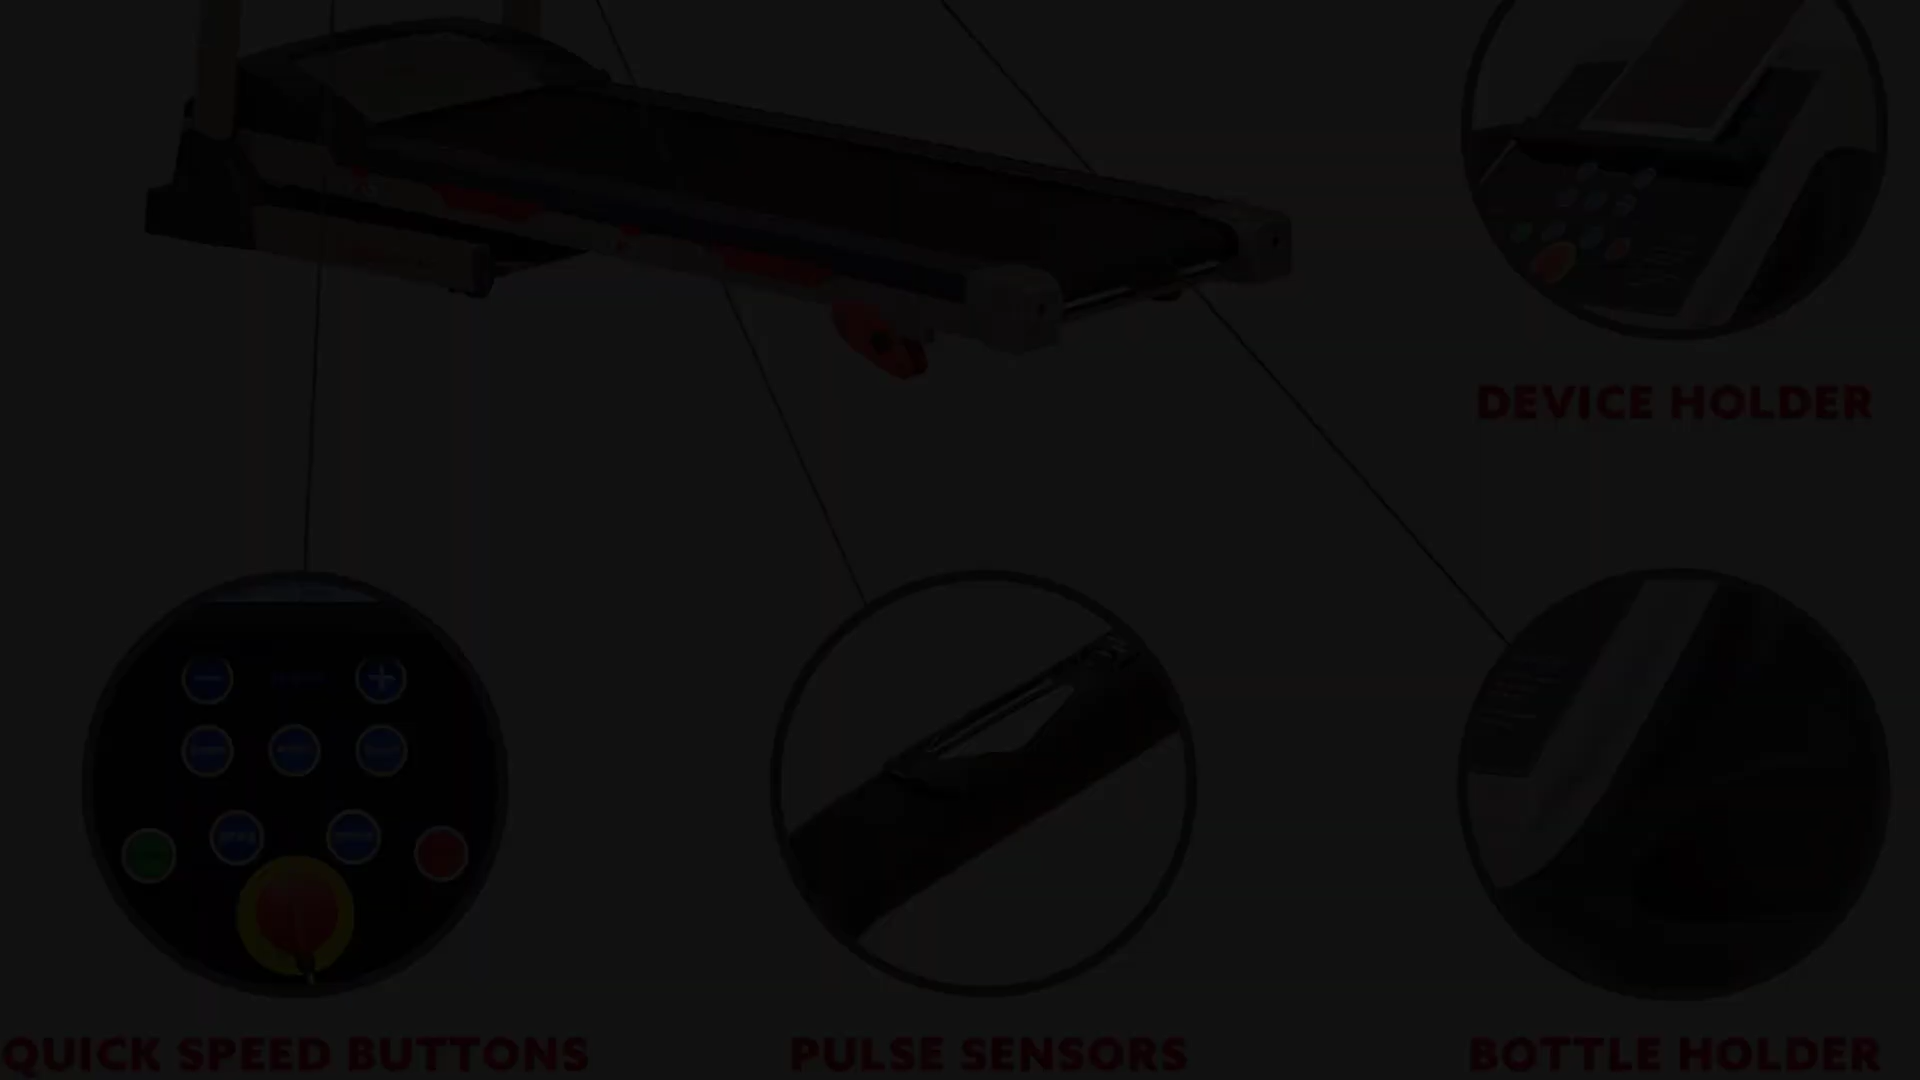 DEVICE HOLDER
QUICK SPEED BUTTONS
PULSE SENSORS
BOTTLE HOLDER